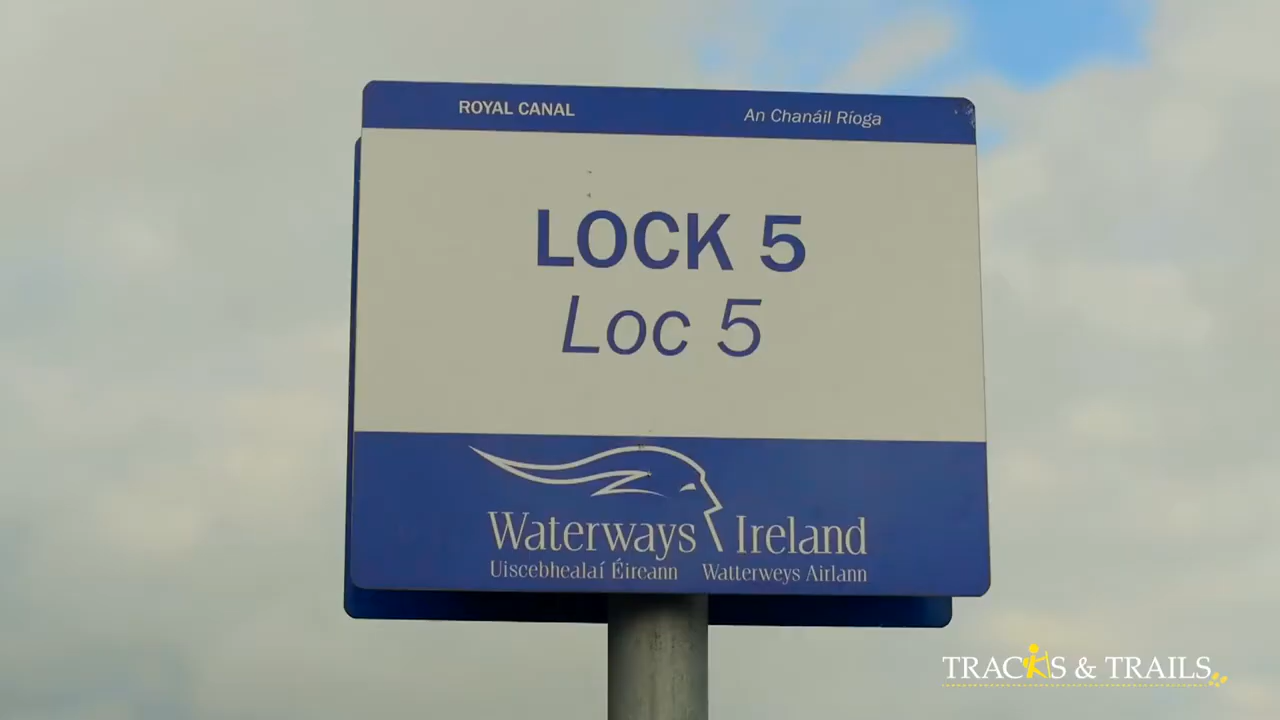 ROYAL CANAL An Chanáil Ríoga
LOCK 5
Loc 5
Waterways Ireland
Uiscebhealaí Éireann Watterweys Airlann
TRACKS & TRAILS